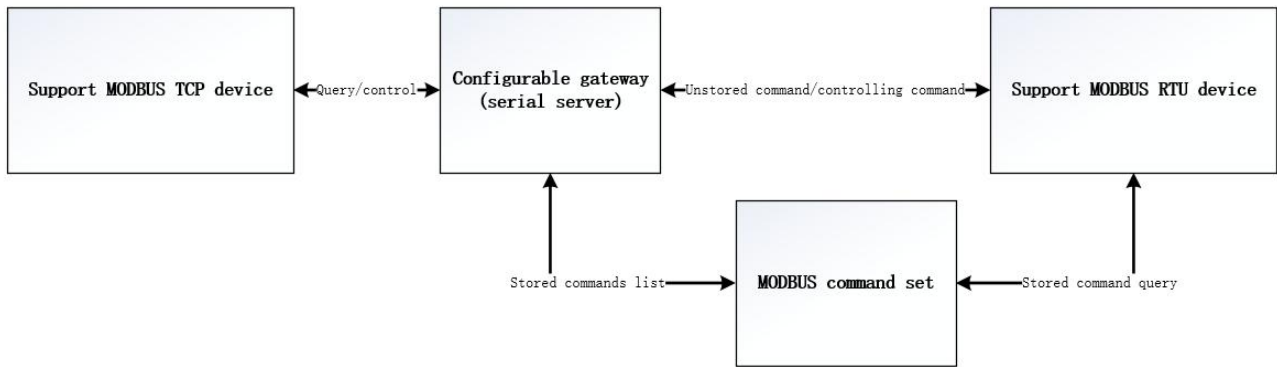 Support MODBUS TCP device
Query/control
Configurable gateway
(serial server)
Unstored command/controlling command
Support MODBUS RTU device
Stored commands list
MODBUS command set
Stored command query